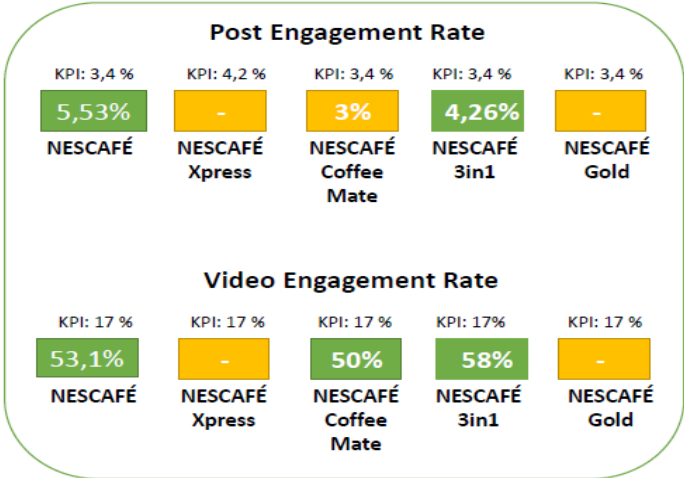 Post Engagement Rate
KPI: 3,4 % KPI: 4,2 % KPI: 3,4 % KPI: 3,4 % KPI: 3,4 %
5,53% - 3% 4,26% -
NESCAFÉ NESCAFÉ NESCAFÉ NESCAFÉ NESCAFÉ
Xpress Coffee 3in1 Gold
Mate
Video Engagement Rate
KPI: 17 % KPI: 17 % KPI: 17 % KPI: 17% KPI: 17 %
53,1% - 50% 58% -
NESCAFÉ NESCAFÉ NESCAFÉ NESCAFÉ NESCAFÉ
Xpress Coffee 3in1 Gold
Mate